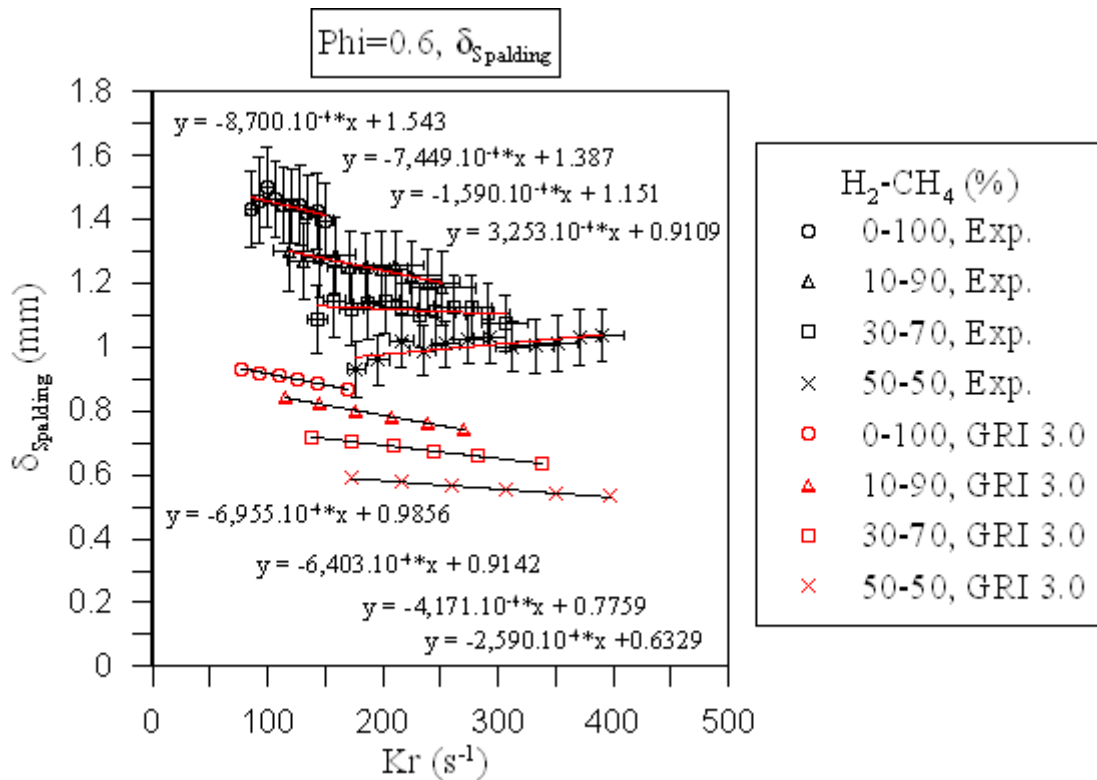 Phi=0.6, δSpalding
1.8
1.6
1.4
1.2
1
0.8
0.6
0.4
0.2
0
δSpalding (mm)
y = -8,700.10-4*x + 1.543
y = -7,449.10-4*x + 1.387
y = -1,590.10-4*x + 1.151
y = 3,253.10-4*x + 0.9109
y = -6,955.10-4*x + 0.9856
y = -6,403.10-4*x + 0.9142
y = -4,171.10-4*x + 0.7759
y = -2,590.10-4*x +0.6329
0 100 200 300 400 500
Kr (s-1)
H2-CH4 (%)
0-100, Exp.
10-90, Exp.
30-70, Exp.
50-50, Exp.
0-100, GRI 3.0
10-90, GRI 3.0
30-70, GRI 3.0
50-50, GRI 3.0